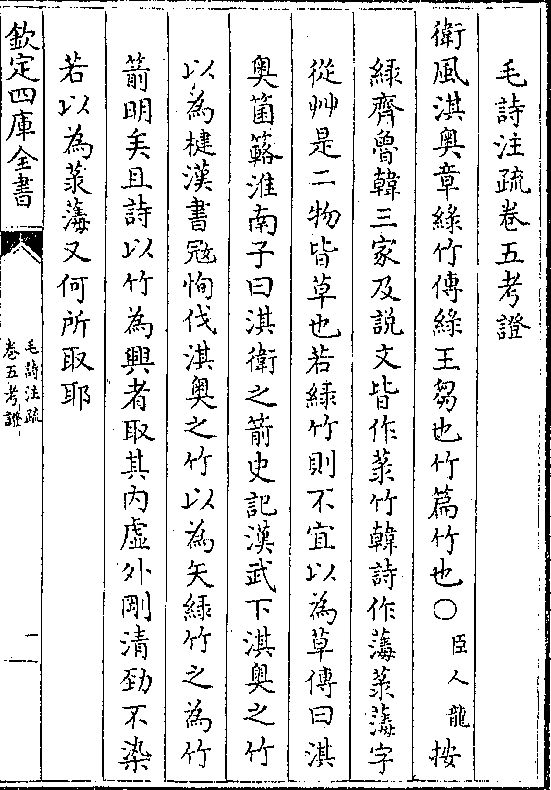 毛詩注疏卷五考證
衛風淇奥章綠竹傳綠王芻也竹篇竹也〇臣人龍按
綠齊魯韓三家及說文皆作菉竹韓詩作薄菉薄字
從艸是二物皆草也若綠竹則不宜以為草傳曰淇
奥箘簵淮南子曰淇衛之箭史記漢武下淇奥之竹
以為楗漢書冦恂伐淇奥之竹以為矢綠竹之為竹
箭明矣且詩以竹為興者取其内虛外剛清勁不染
若以為菉薄又何所取耶
欽定四庫全書
毛詩注疏
卷五考證
一